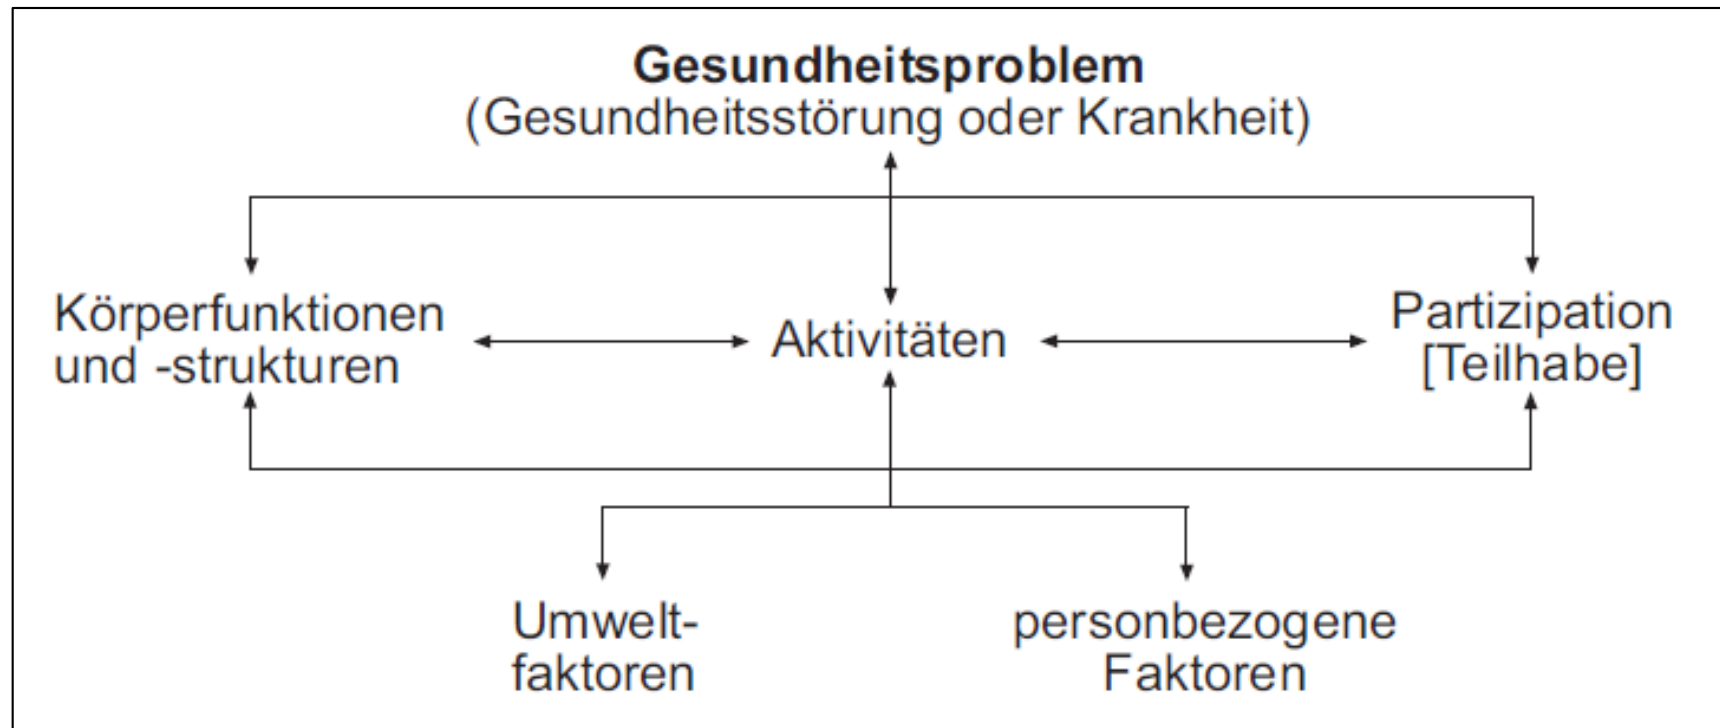 Gesundheitsproblem
(Gesundheitsstörung oder Krankheit)
Körperfunktionen
und -strukturen
Aktivitäten
Partizipation
[Teilhabe]
Umwelt-
faktoren
personbezogene
Faktoren